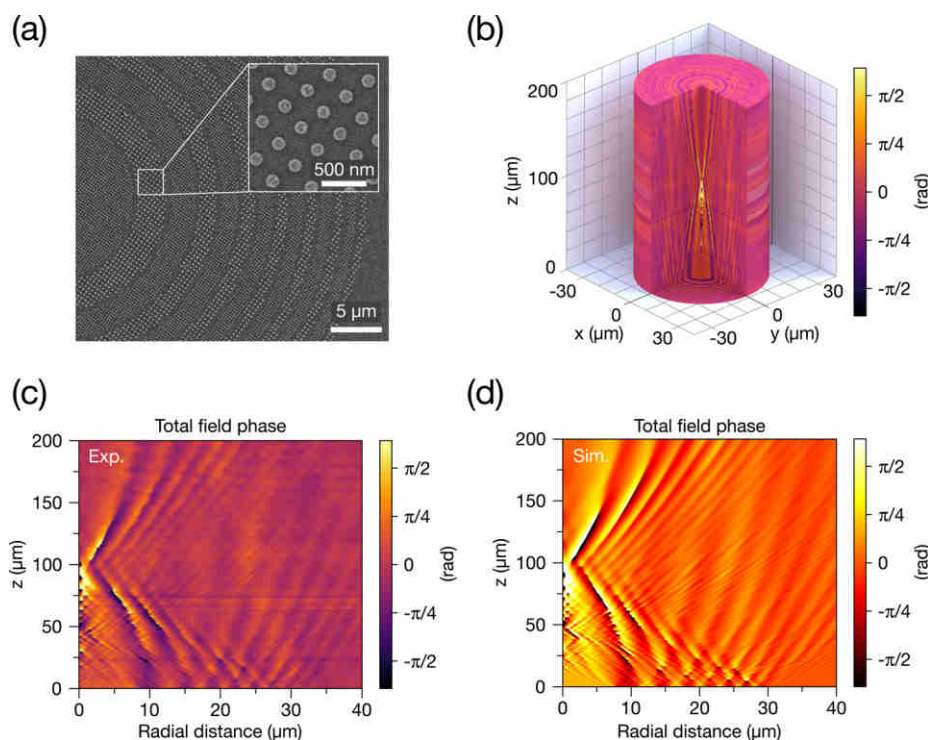 (a)
500 nm
5 µm
(b)
200
100
0
z (µm)
-30
0
30
x (µm)
-30
0
30
y (µm)
π/2
π/4
0
-π/4
-π/2
(rad)
(c)
Total field phase
Exp.
200
150
100
50
0
z (µm)
0 10 20 30 40
Radial distance (µm)
π/2
π/4
0
-π/4
-π/2
(rad)
(d)
Total field phase
Sim.
200
150
100
50
0
z (µm)
0 10 20 30 40
Radial distance (µm)
π/2
π/4
0
-π/4
-π/2
(rad)